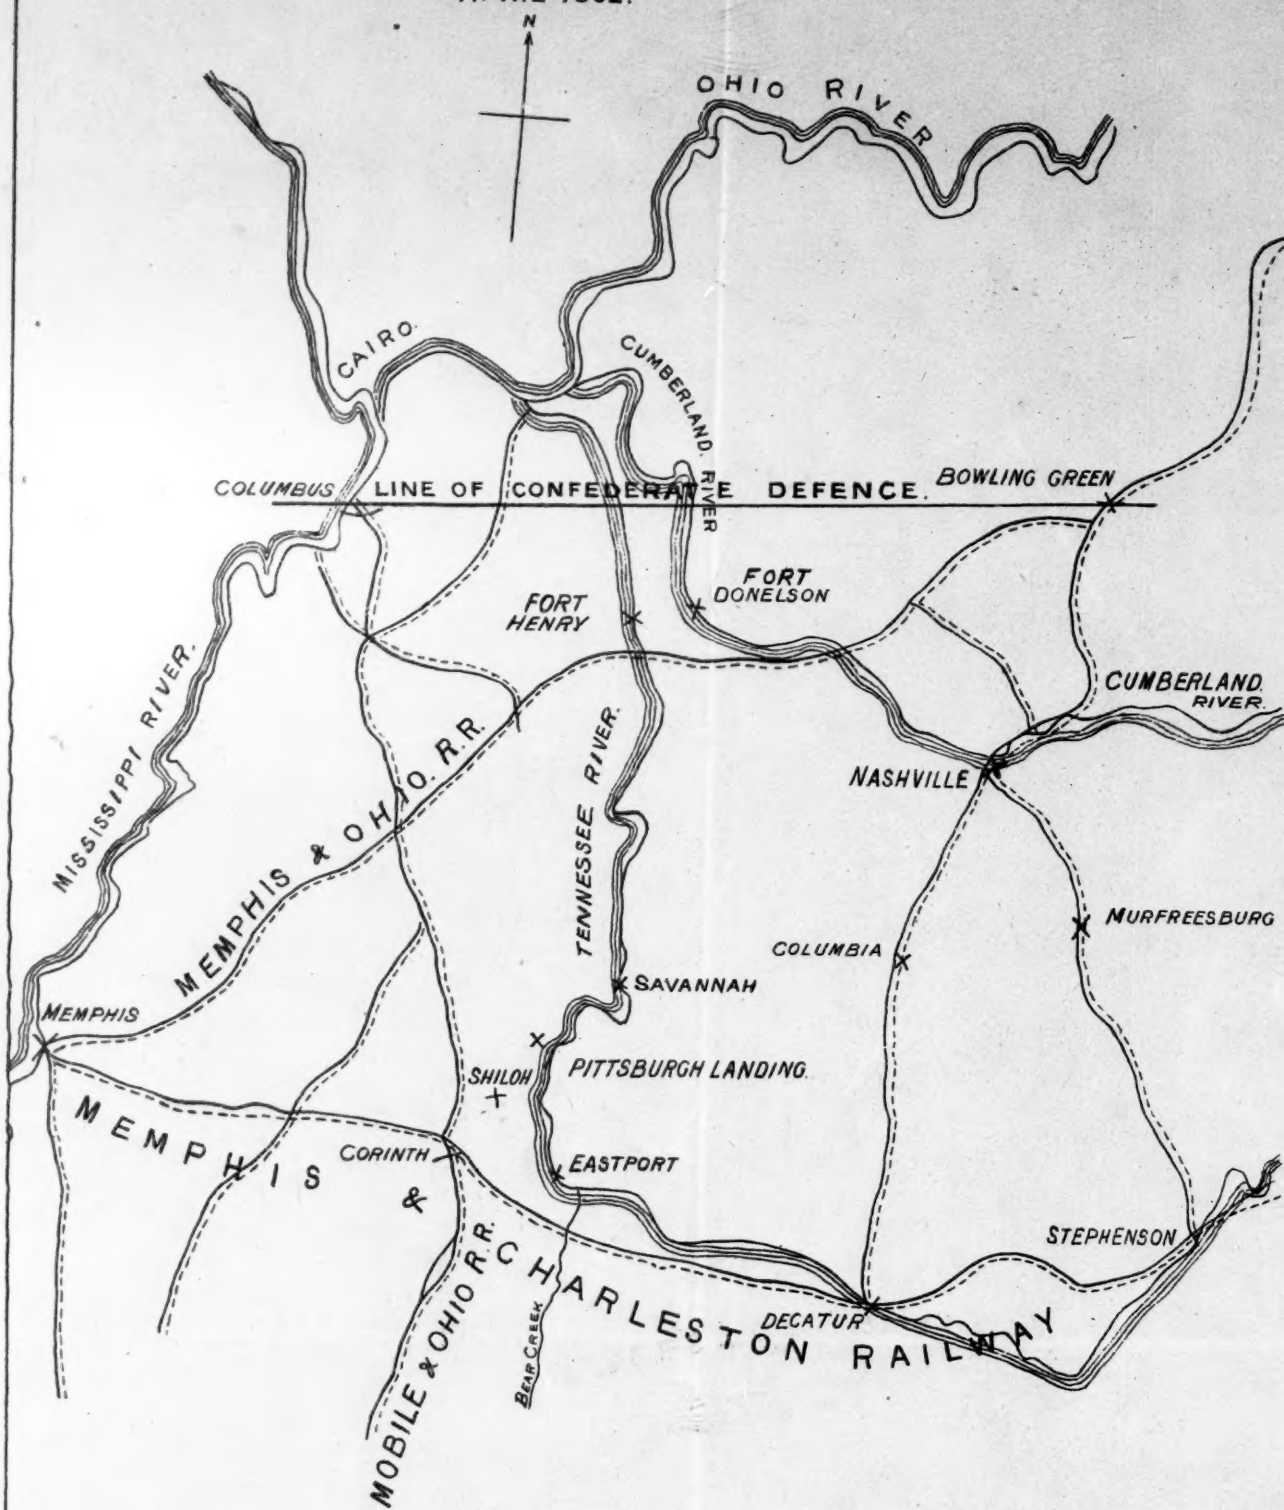 N
OHIO RIVER
CAIRO.
CUMBERLAND. RIVER
COLUMBUS
LINE OF CONFEDERATE DEFENCE.
BOWLING GREEN
FORT
HENRY
FORT
DONELSON
MISSISSIPPI RIVER.
MEMPHIS & OHIO. R.R.
TENNESSEE RIVER.
CUMBERLAND.
RIVER.
NASHVILLE
COLUMBIA
MURFREESBURG
SAVANNAH
MEMPHIS
SHILOH
PITTSBURGH LANDING.
CORINTH
EASTPORT
MEMPHIS & CHARLESTON RAILWAY
STEPHENSON
DECATUR
BEAR CREEK
MOBILE & OHIO R.R.